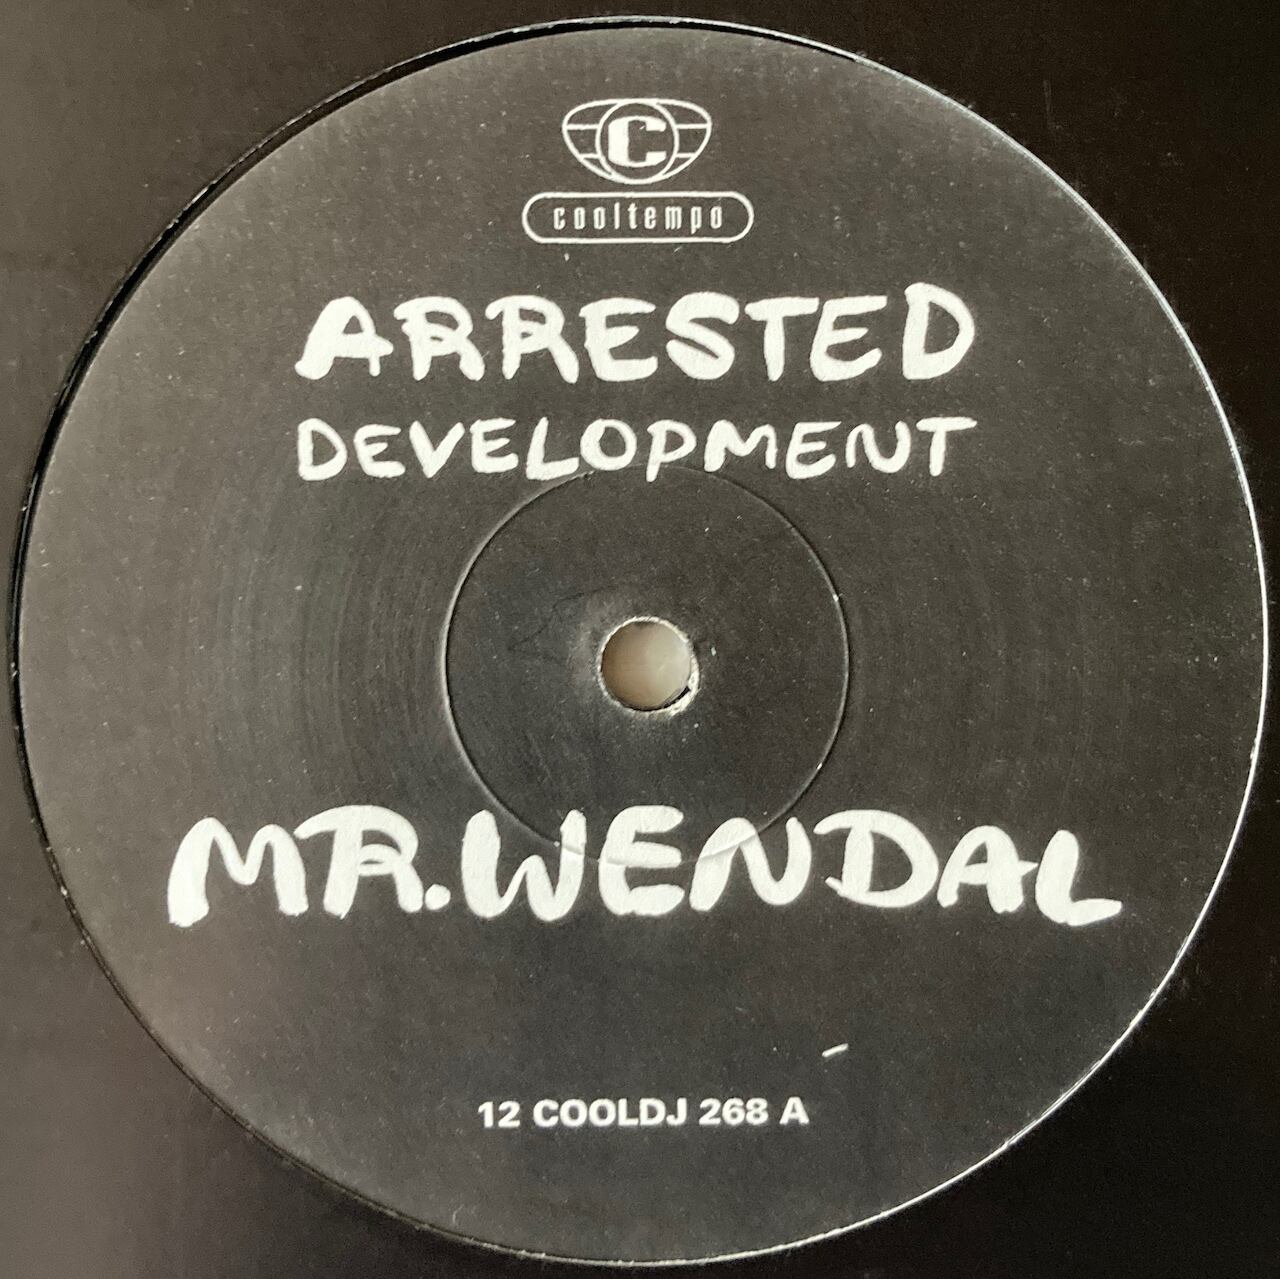 C
cooltempo
ARRESTED
DEVELOPMENT
MR.WENDAL
12 COOLDJ 268 A